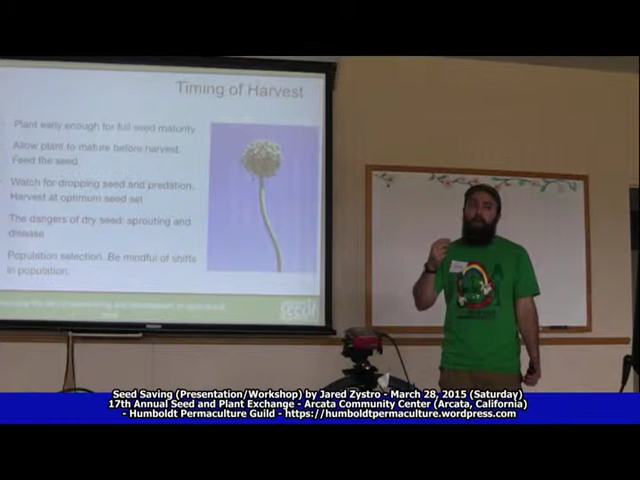 Timing of Harvest
Plant early enough for full seed maturity
Allow plant to mature before harvest.
Feed the seed.
Watch for dropping seed and predation.
Harvest at optimum seed set
The dangers of dry seed: sprouting and
disease
Population selection. Be mindful of shifts
in population.
seed
Seed Saving (Presentation/Workshop) by Jared Zystro - March 28, 2015 (Saturday)
17th Annual Seed and Plant Exchange - Arcata Community Center (Arcata, California)
- Humboldt Permaculture Guild - https://humboldtpermaculture.wordpress.com